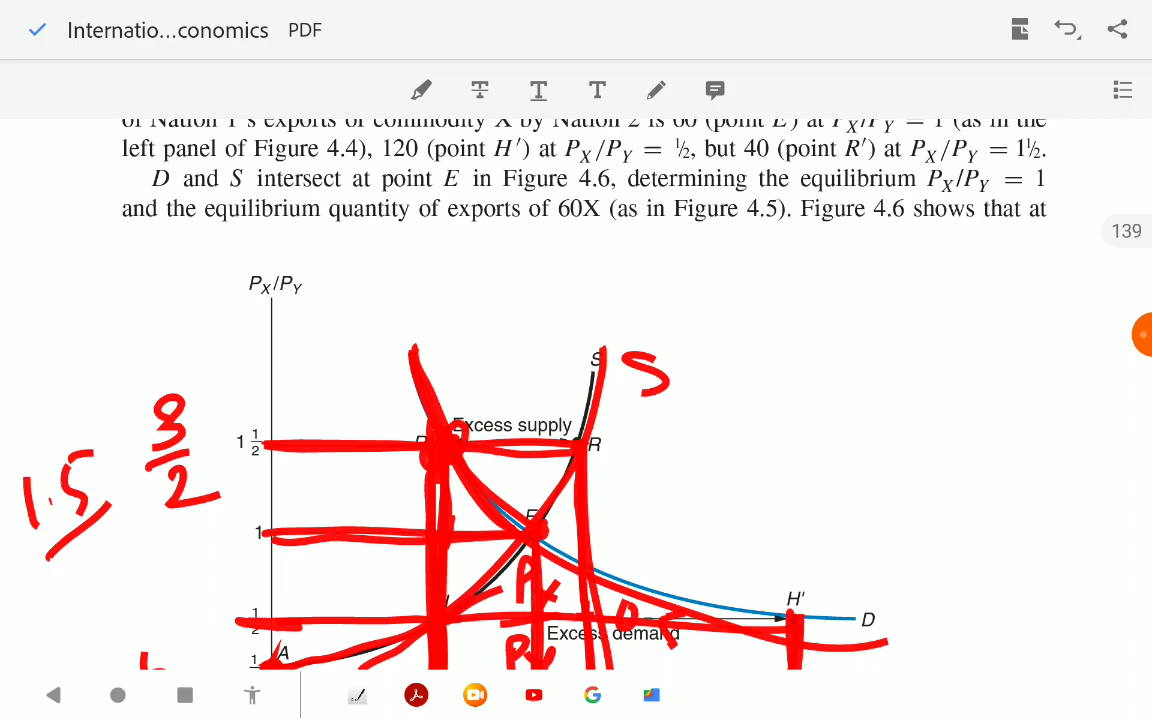 Internatio...conomics PDF
of Nation 1's exports of commodity X by Nation 2 is 60 (point E) at PX/PY = 1 (as in the
left panel of Figure 4.4), 120 (point H′) at PX/PY = ½, but 40 (point R′) at PX/PY = 1½.
D and S intersect at point E in Figure 4.6, determining the equilibrium PX/PY = 1
and the equilibrium quantity of exports of 60X (as in Figure 4.5). Figure 4.6 shows that at
139
PX/PY
S
S
Excess supply
1 1/2
R
3/2
1.5
E
1
Px
Py
H'
1/2
D
Excess demand
A